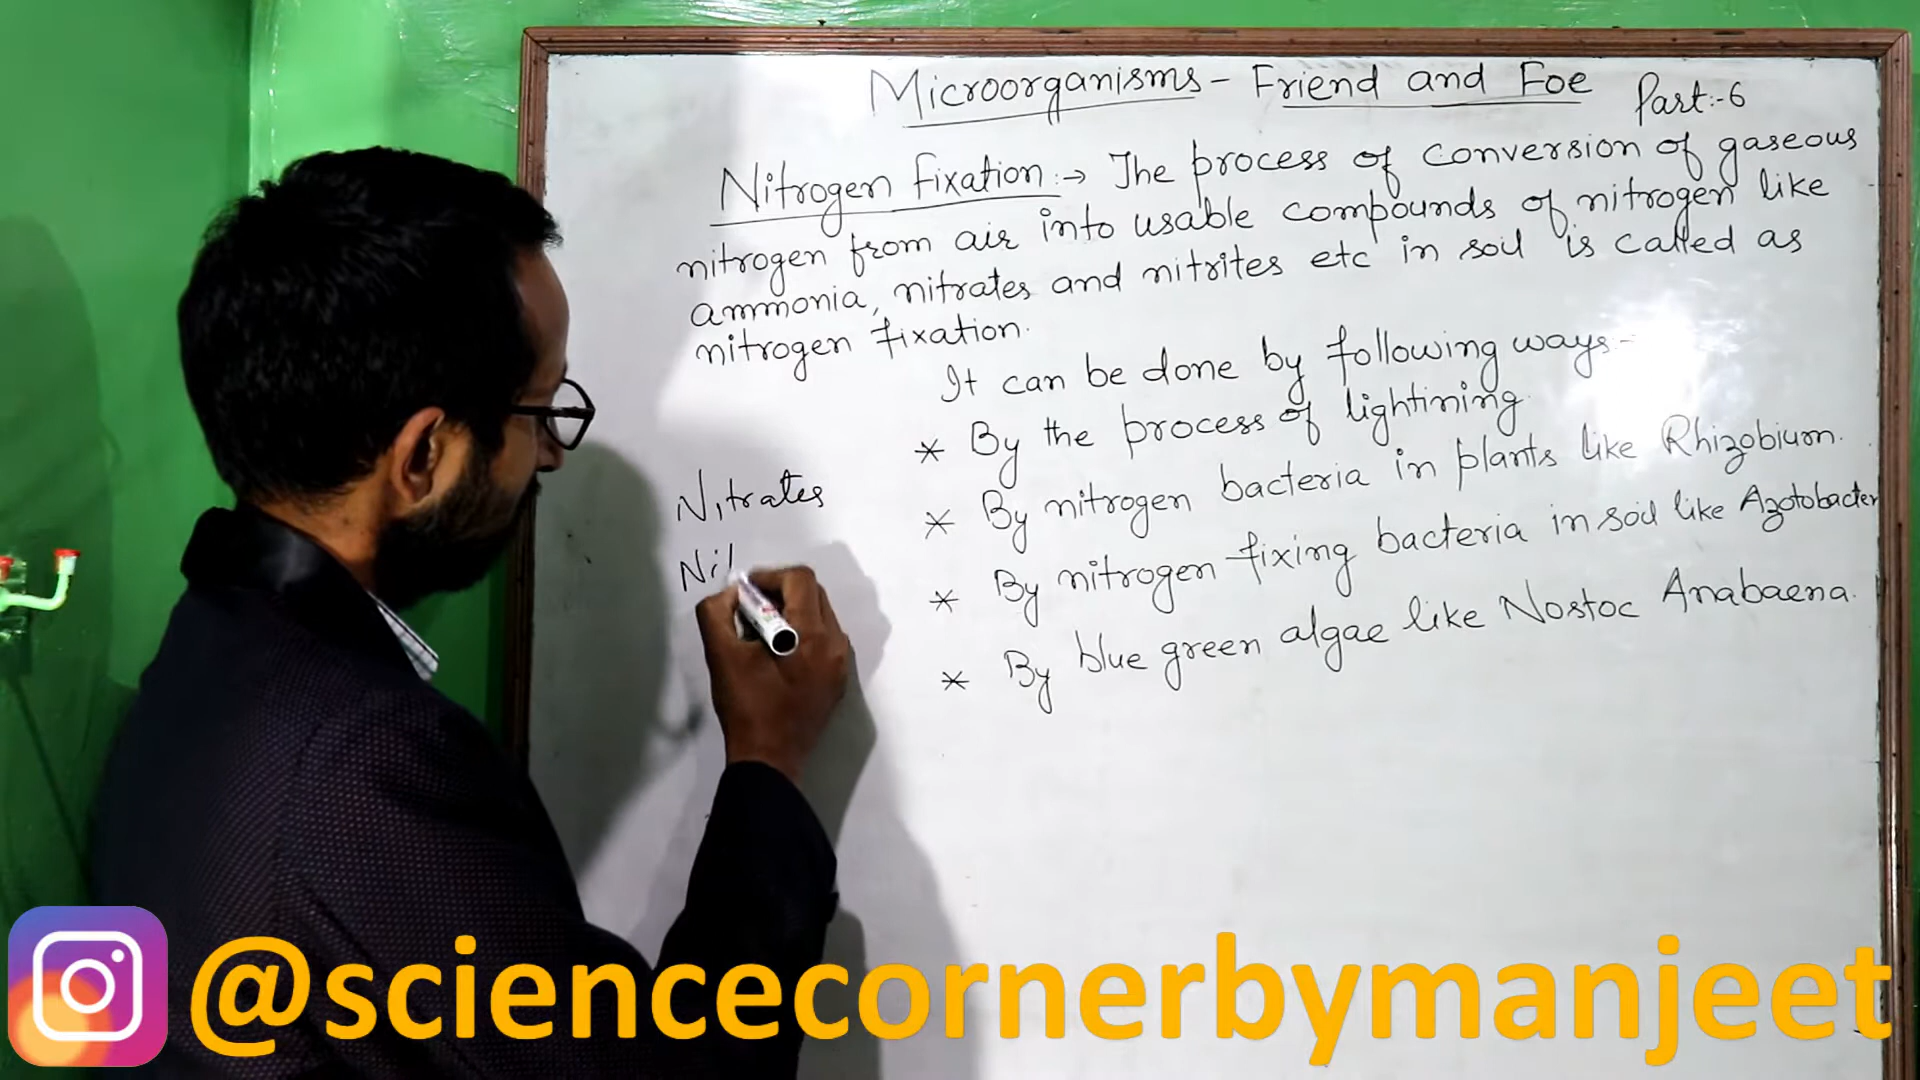 Microorganisms - Friend and Foe Part:-6
Nitrogen fixation :→ The process of conversion of gaseous
nitrogen from air into usable compounds of nitrogen like
ammonia, nitrates and nitrites etc in soil is called as
nitrogen fixation.
It can be done by following ways:-
* By the process of lightining.
* By nitrogen bacteria in plants like Rhizobium.
* By nitrogen fixing bacteria in soil like Azotobacter
* By blue green algae like Nostoc Anabaena.
Nitrates
Nit
@sciencecornerbymanjeet